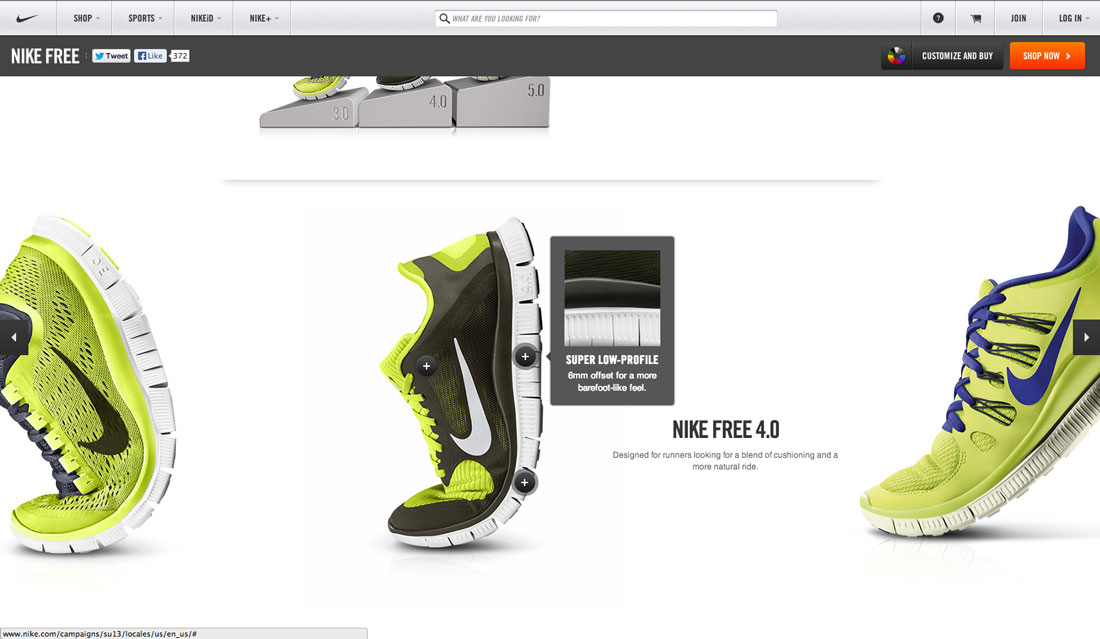 SHOP
SPORTS
NIKEiD
NIKE+
WHAT ARE YOU LOOKING FOR?
?
JOIN
LOG IN
NIKE FREE
Tweet
Like
372
CUSTOMIZE AND BUY
SHOP NOW
3.0
4.0
5.0
SUPER LOW-PROFILE
6mm offset for a more
barefoot-like feel.
NIKE FREE 4.0
Designed for runners looking for a blend of cushioning and a
more natural ride.
www.nike.com/campaigns/su13/locales/us/en_us/#